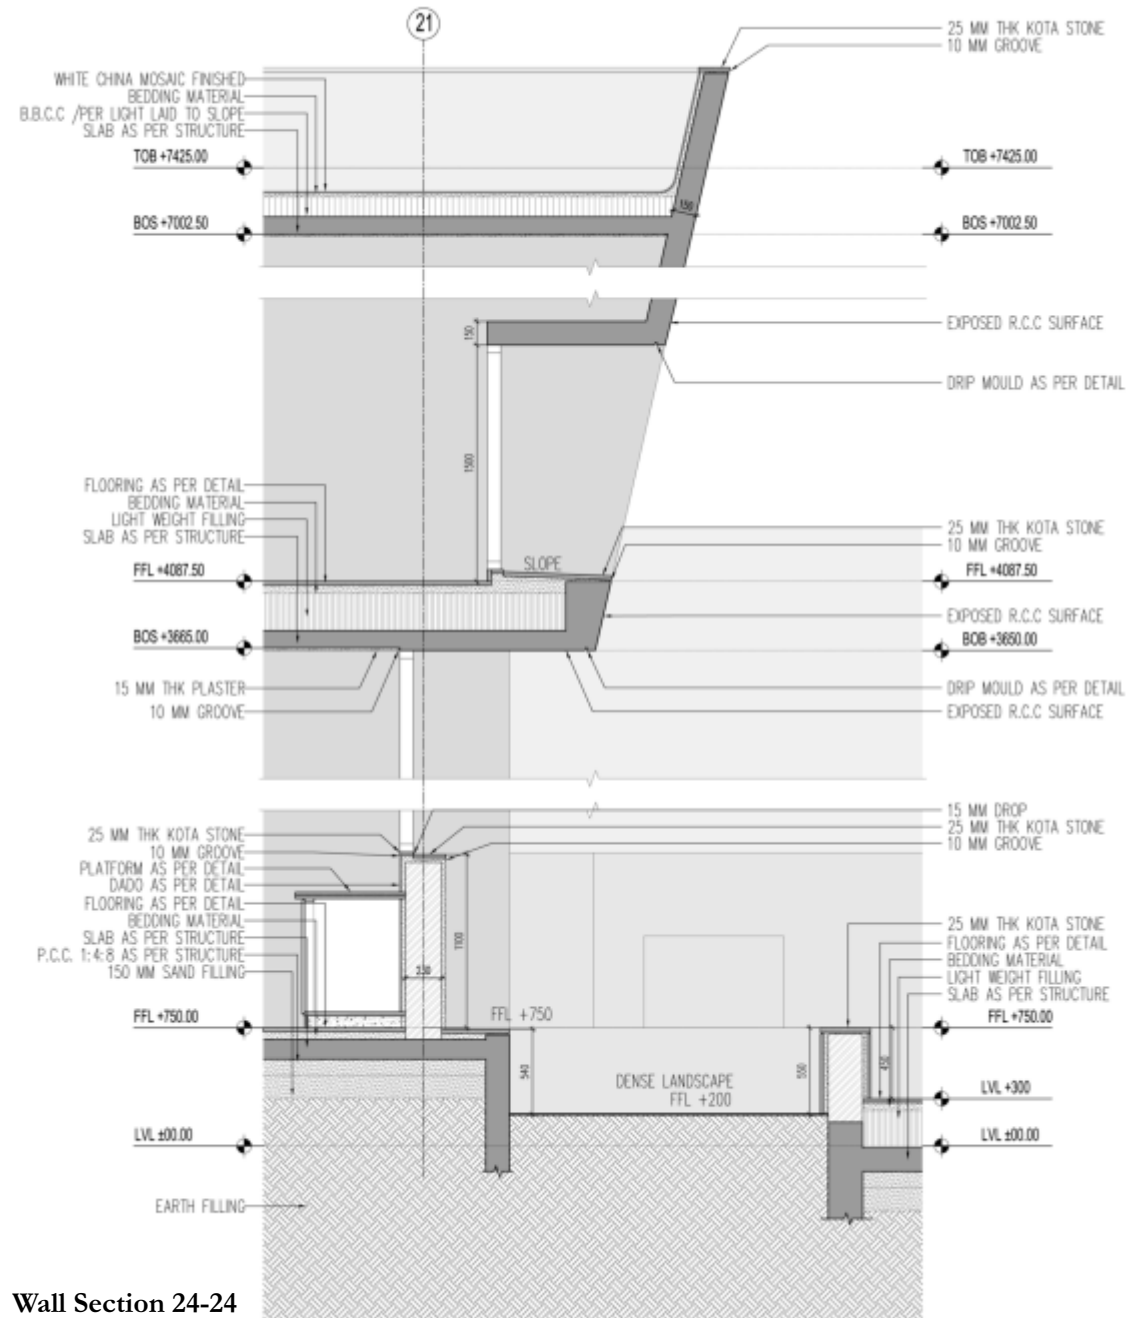 21
25 MM THK KOTA STONE
10 MM GROOVE
WHITE CHINA MOSAIC FINISHED
BEDDING MATERIAL
B.B.C.C /PER LIGHT LAID TO SLOPE
SLAB AS PER STRUCTURE
TOB +7425.00
TOB +7425.00
150
BOS +7002.50
BOS +7002.50
150
EXPOSED R.C.C SURFACE
DRIP MOULD AS PER DETAIL
1500
FLOORING AS PER DETAIL
BEDDING MATERIAL
LIGHT WEIGHT FILLING
SLAB AS PER STRUCTURE
25 MM THK KOTA STONE
10 MM GROOVE
SLOPE
FFL +4087.50
FFL +4087.50
EXPOSED R.C.C SURFACE
BOS +3665.00
BOB +3650.00
15 MM THK PLASTER
10 MM GROOVE
DRIP MOULD AS PER DETAIL
EXPOSED R.C.C SURFACE
15 MM DROP
25 MM THK KOTA STONE
10 MM GROOVE
25 MM THK KOTA STONE
10 MM GROOVE
PLATFORM AS PER DETAIL
DADO AS PER DETAIL
FLOORING AS PER DETAIL
BEDDING MATERIAL
SLAB AS PER STRUCTURE
P.C.C. 1:4:8 AS PER STRUCTURE
150 MM SAND FILLING
1100
230
25 MM THK KOTA STONE
FLOORING AS PER DETAIL
BEDDING MATERIAL
LIGHT WEIGHT FILLING
SLAB AS PER STRUCTURE
FFL +750.00
FFL +750
FFL +750.00
540
550
450
DENSE LANDSCAPE
FFL +200
LVL +300
LVL ±00.00
LVL ±00.00
EARTH FILLING
Wall Section 24-24